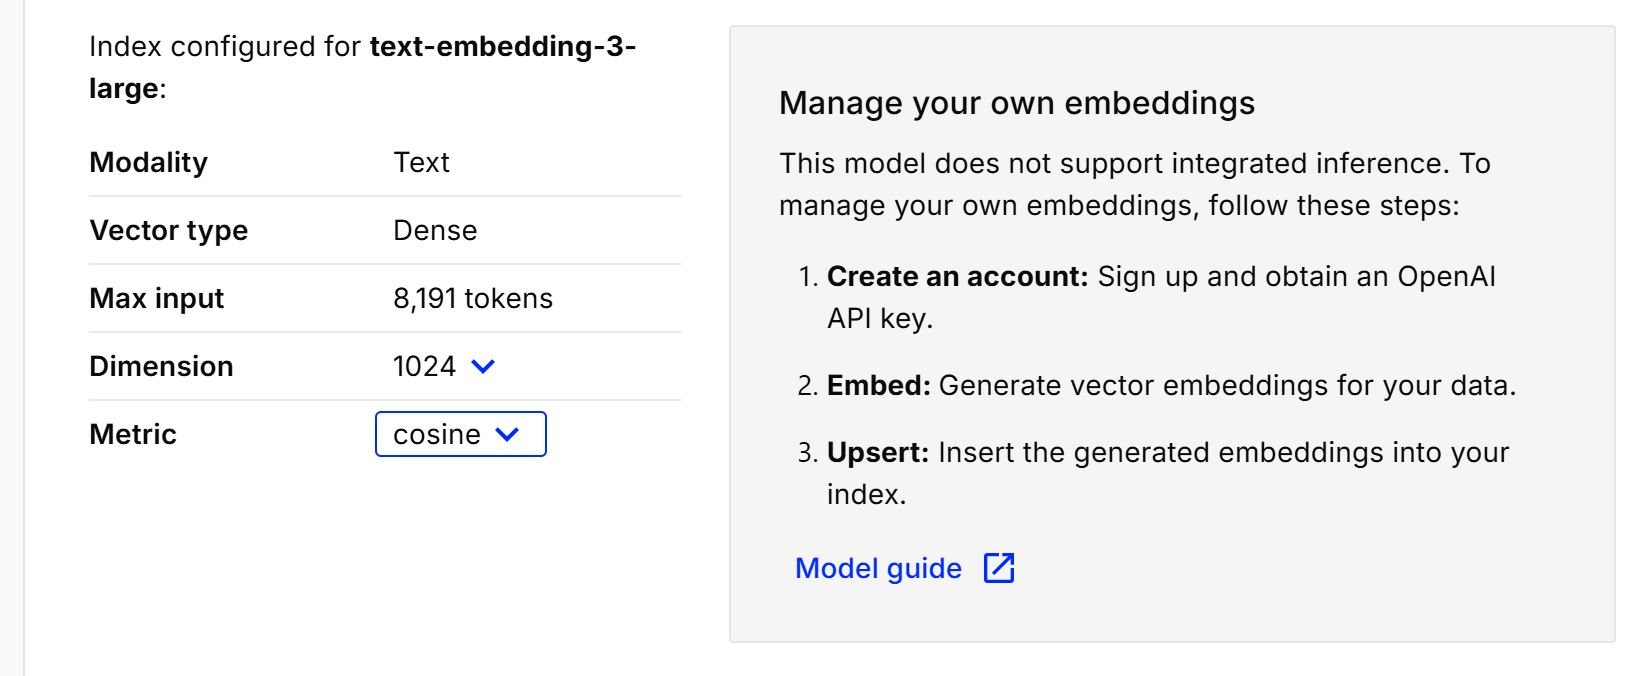 Index configured for text-embedding-3-
large:
Modality Text
Vector type Dense
Max input 8,191 tokens
Dimension 1024
Metric cosine
Manage your own embeddings
This model does not support integrated inference. To
manage your own embeddings, follow these steps:
1. Create an account: Sign up and obtain an OpenAI
API key.
2. Embed: Generate vector embeddings for your data.
3. Upsert: Insert the generated embeddings into your
index.
Model guide